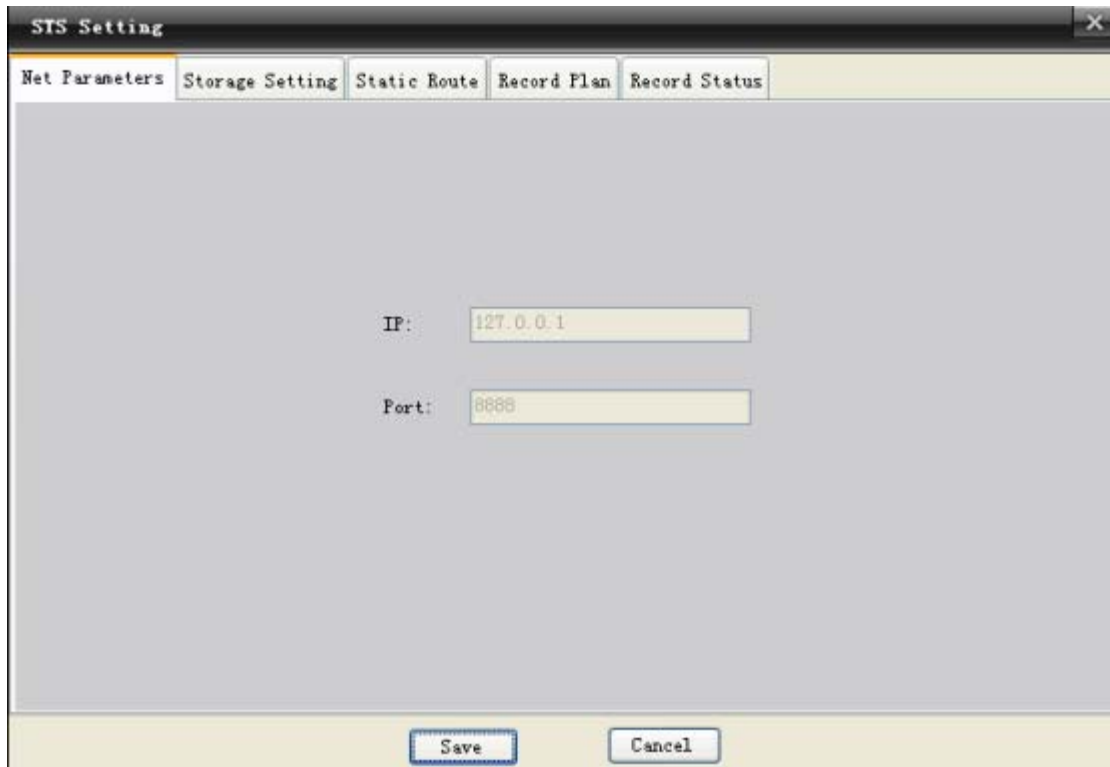 STS Setting
Net Parameters Storage Setting Static Route Record Plan Record Status
IP: 127.0.0.1
Port: 8888
Save Cancel